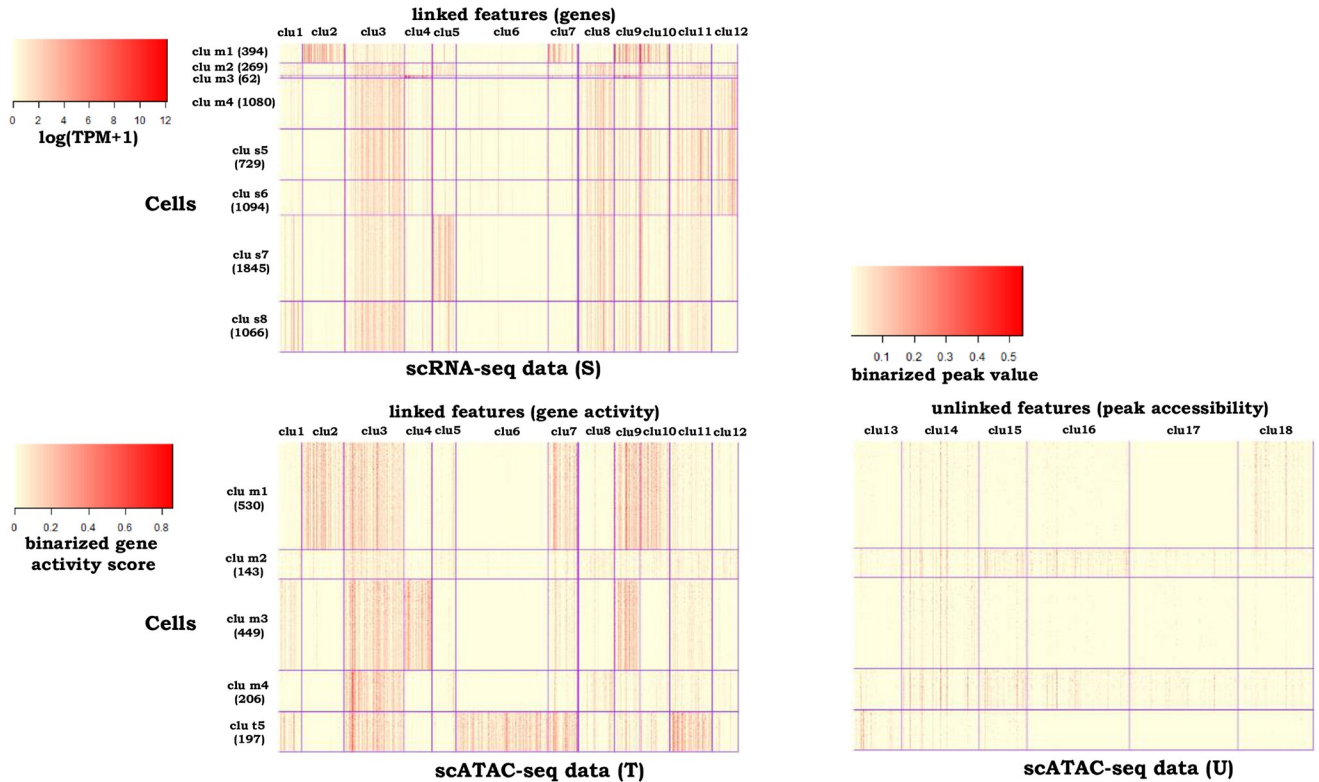 linked features (genes)
clu1 clu2 clu3 clu4 clu5 clu6 clu7 clu8 clu9 clu10 clu11 clu12
clu m1 (394)
clu m2 (269)
clu m3 (62)
clu m4 (1080)
clu s5
(729)
clu s6
(1094)
clu s7
(1845)
clu s8
(1066)
Cells
0 2 4 6 8 10 12
log(TPM+1)
scRNA-seq data (S)
0.1 0.2 0.3 0.4 0.5
binarized peak value
linked features (gene activity)
clu1 clu2 clu3 clu4 clu5 clu6 clu7 clu8 clu9 clu10 clu11 clu12
0 0.2 0.4 0.6 0.8
binarized gene
activity score
clu m1
(530)
clu m2
(143)
clu m3
(449)
clu m4
(206)
clu t5
(197)
Cells
scATAC-seq data (T)
unlinked features (peak accessibility)
clu13 clu14 clu15 clu16 clu17 clu18
scATAC-seq data (U)